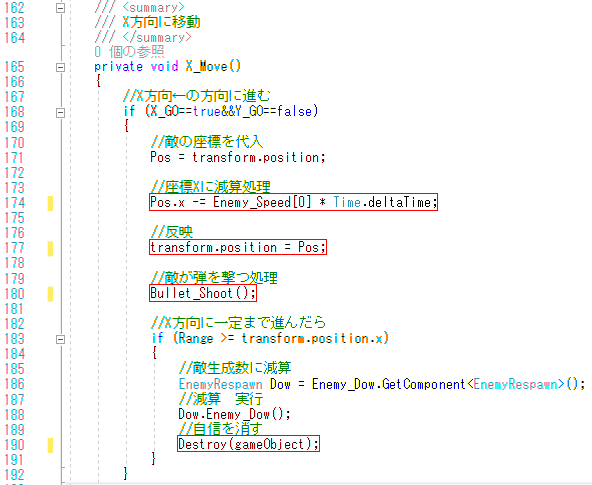 162 /// <summary>
163 /// X方向に移動
164 /// </summary>
0 個の参照
165 private void X_Move()
166 {
167 //X方向←の方向に進む
168 if (X_GO==true&&Y_GO==false)
169 {
170 //敵の座標を代入
171 Pos = transform.position;
172
173 //座標Xに減算処理
174 Pos.x -= Enemy_Speed[0] * Time.deltaTime;
175
176 //反映
177 transform.position = Pos;
178
179 //敵が弾を撃つ処理
180 Bullet_Shoot();
181
182 //X方向に一定まで進んだら
183 if (Range >= transform.position.x)
184 {
185 //敵生成数に減算
186 EnemyRespawn Dow = Enemy_Dow.GetComponent<EnemyRespawn>();
187 //減算　実行
188 Dow.Enemy_Dow();
189 //自信を消す
190 Destroy(gameObject);
191 }
192 }